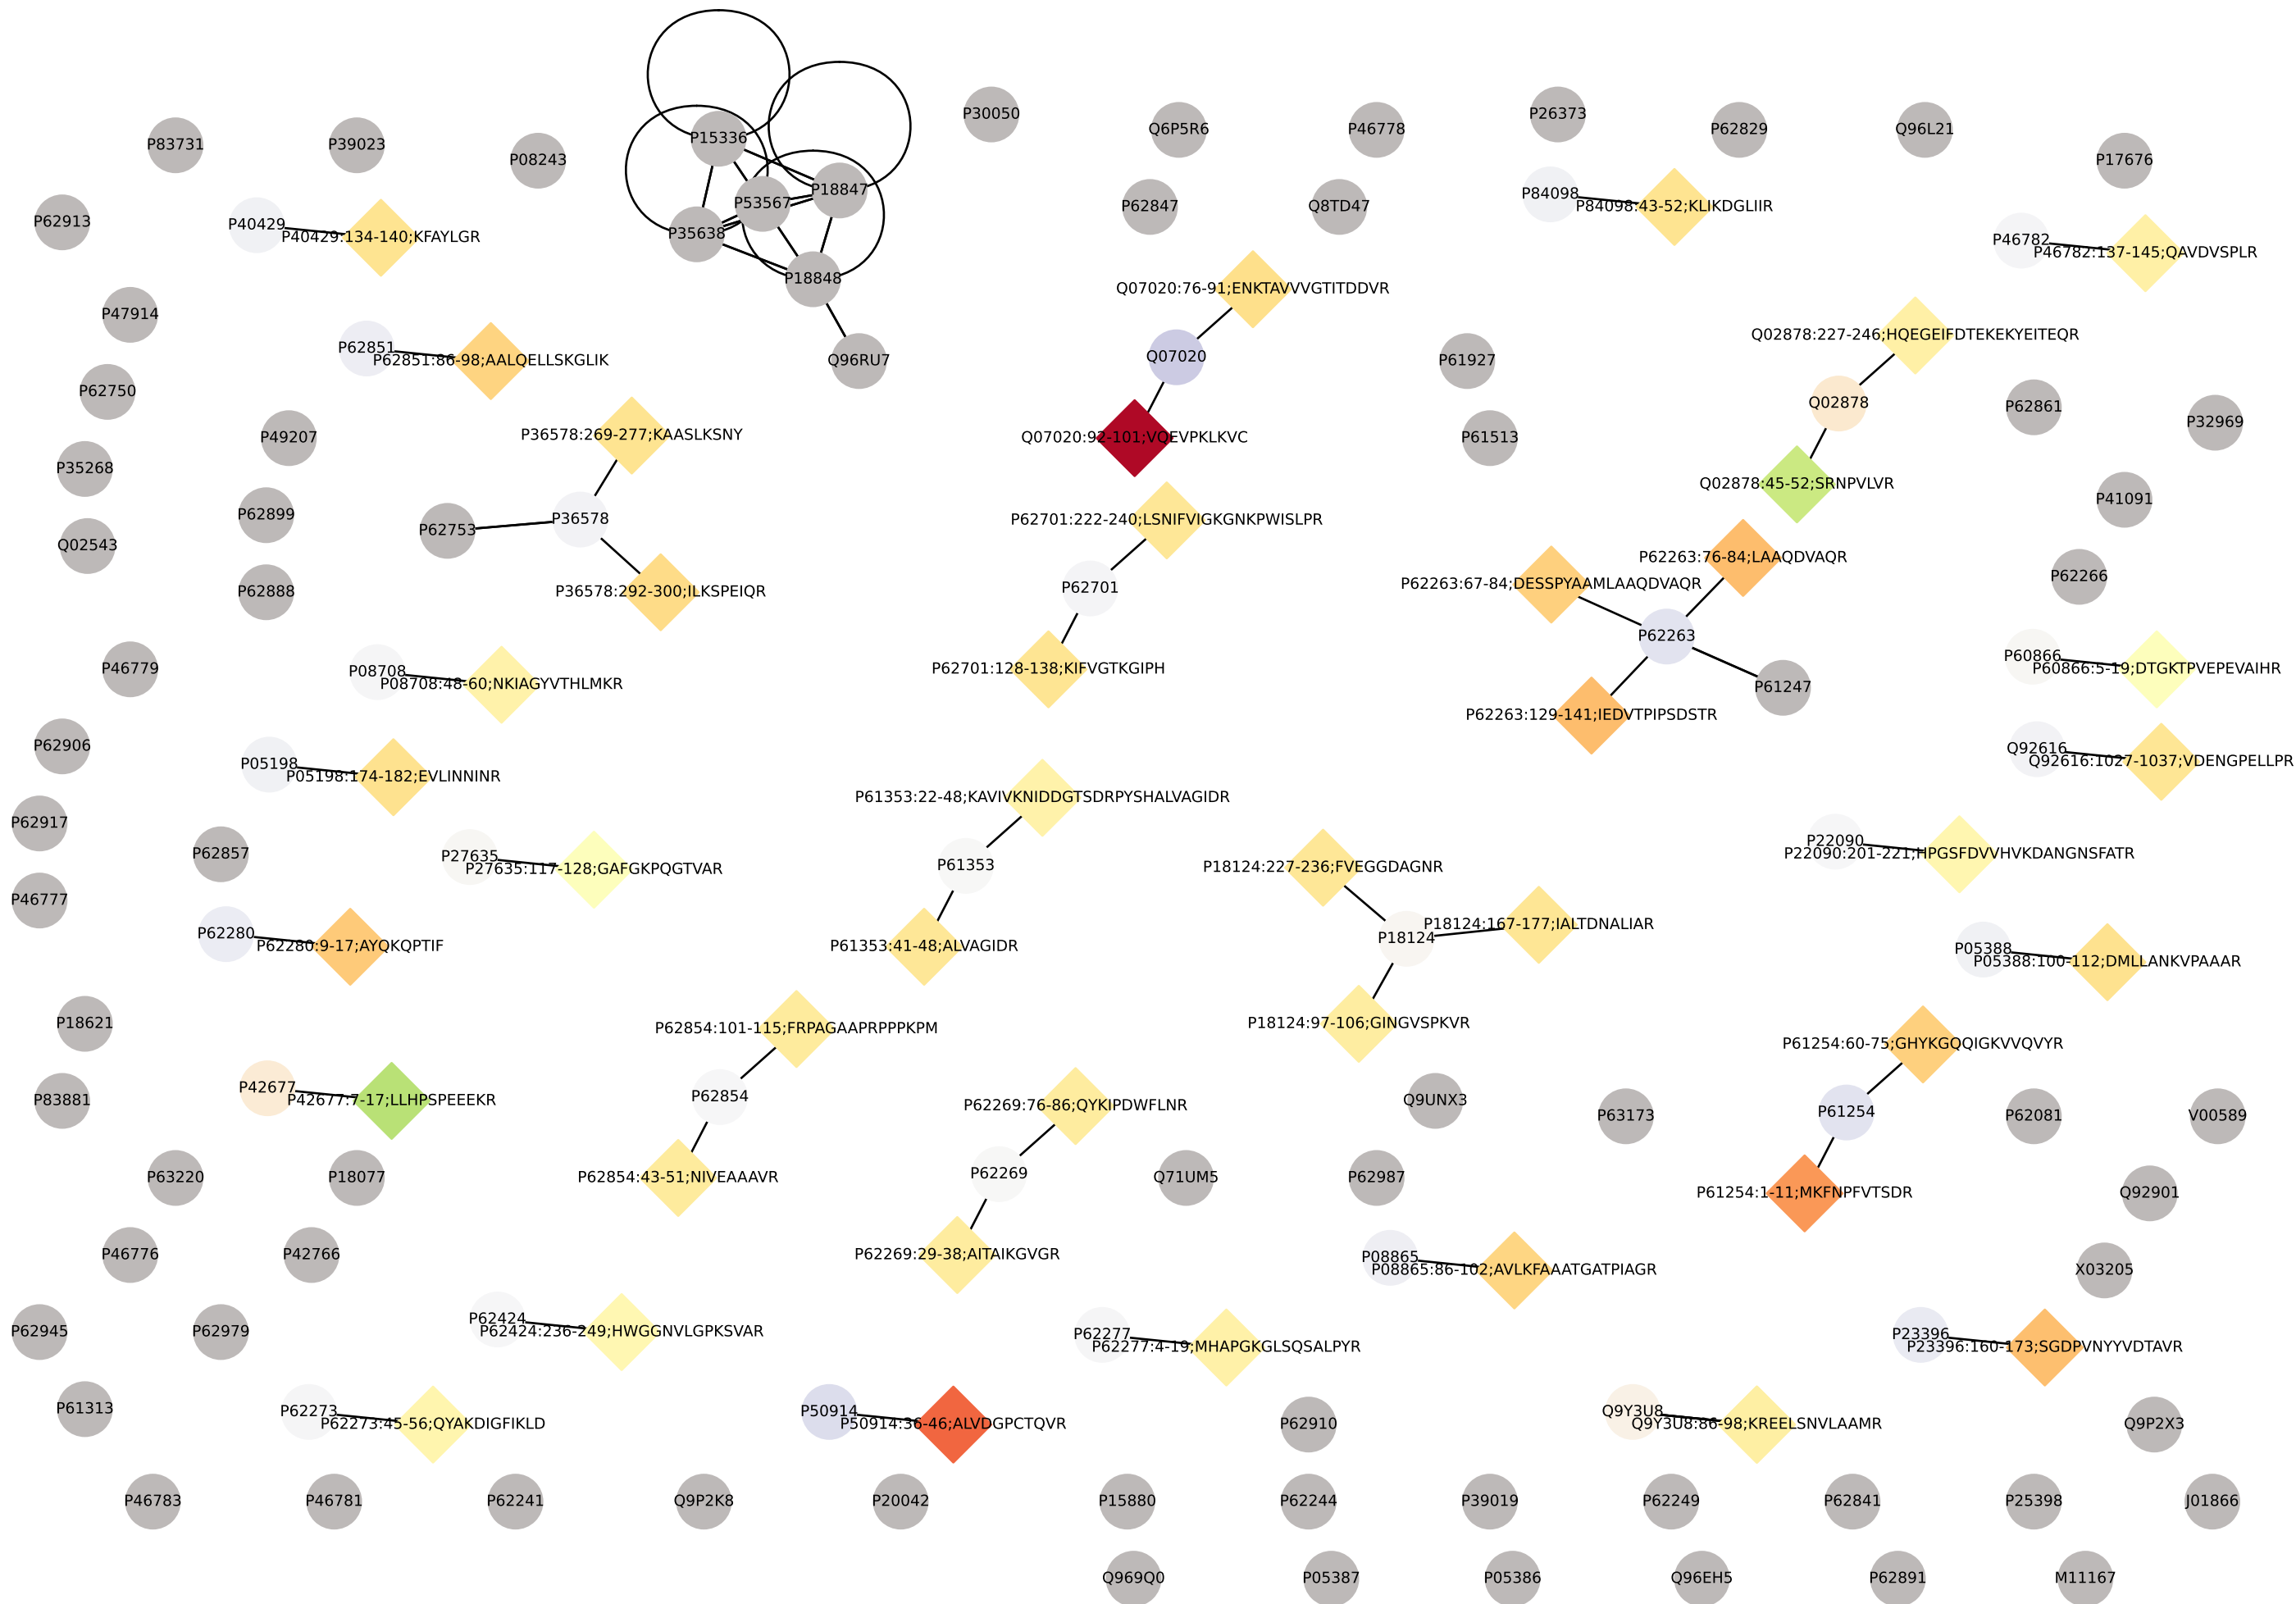 P30050
P26373
Q6P5R6
P46778
P62829
Q96L21
P15336
P83731
P39023
P08243
P17676
P18847
P84098
P84098:43-52;KLIKDGLIIR
P53567
P62847
Q8TD47
P62913
P40429
P40429:134-140;KFAYLGR
P35638
P46782
P46782:137-145;QAVDVSPLR
P18848
Q07020:76-91;ENKTAVVVGTITDDVR
P47914
Q02878:227-246;HQEGEIFDTEKEKYEITEQR
P62851
P62851:86-98;AALQELLSKGLIK
Q96RU7
Q07020
P61927
P62750
Q02878
P62861
P32969
P49207
P36578:269-277;KAASLKSNY
Q07020:92-101;VQEVPKLKVC
P61513
P35268
Q02878:45-52;SRNPVLVR
P41091
P62899
P62753
P36578
P62701:222-240;LSNIFVIGKGNKPWISLPR
Q02543
P62263:76-84;LAAQDVAQR
P62263:67-84;DESSPYAAMLAAQDVAQR
P62266
P62888
P36578:292-300;ILKSPEIQR
P62701
P62263
P46779
P08708
P08708:48-60;NKIAGYVTHLMKR
P62701:128-138;KIFVGTKGIPH
P61247
P60866
P60866:5-19;DTGKTPVEPEVAIHR
P62263:129-141;IEDVTPIPSDSTR
P62906
P05198
P05198:174-182;EVLINNINR
Q92616
Q92616:1027-1037;VDENGPELLPR
P61353:22-48;KAVIVKNIDDGTSDRPYSHALVAGIDR
P62917
P62857
P27635
P27635:117-128;GAFGKPQGTVAR
P61353
P18124:227-236;FVEGGDAGNR
P22090
P22090:201-221;HPGSFDVVHVKDANGNSFATR
P46777
P18124:167-177;IALTDNALIAR
P18124
P62280
P62280:9-17;AYQKQPTIF
P61353:41-48;ALVAGIDR
P05388
P05388:100-112;DMLLANKVPAAAR
P18621
P62854:101-115;FRPAGAAPRPPPKPM
P18124:97-106;GINGVSPKVR
P61254:60-75;GHYKGQQIGKVVQVYR
P83881
P42677
P42677:7-17;LLHPSPEEEKR
P62854
P62269:76-86;QYKIPDWFLNR
Q9UNX3
P63173
P61254
P62081
V00589
P63220
P18077
P62854:43-51;NIVEAAAVR
P62269
Q71UM5
P62987
P61254:1-11;MKFNPFVTSDR
Q92901
P46776
P42766
P62269:29-38;AITAIKGVGR
P08865
P08865:86-102;AVLKFAAATGATPIAGR
X03205
P62945
P62979
P62424
P62424:236-249;HWGGNVLGPKSVAR
P62277
P62277:4-19;MHAPGKGLSQSALPYR
P23396
P23396:160-173;SGDPVNYYVDTAVR
P61313
P62273
P62273:45-56;QYAKDIGFIKLD
P50914
P50914:36-46;ALVDGPCTQVR
P62910
Q9Y3U8
Q9Y3U8:86-98;KREELSNVLAAMR
Q9P2X3
P46783
P46781
P62241
Q9P2K8
P20042
P15880
P62244
P39019
P62249
P62841
P25398
J01866
Q969Q0
P05387
P05386
Q96EH5
P62891
M11167